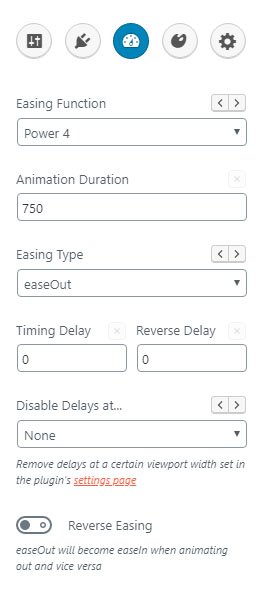 Easing Function
Power 4
Animation Duration
750
Easing Type
easeOut
Timing Delay
Reverse Delay
0
0
Disable Delays at...
None
Remove delays at a certain viewport width set in
the plugin's settings page
Reverse Easing
easeOut will become easeIn when animating
out and vice versa